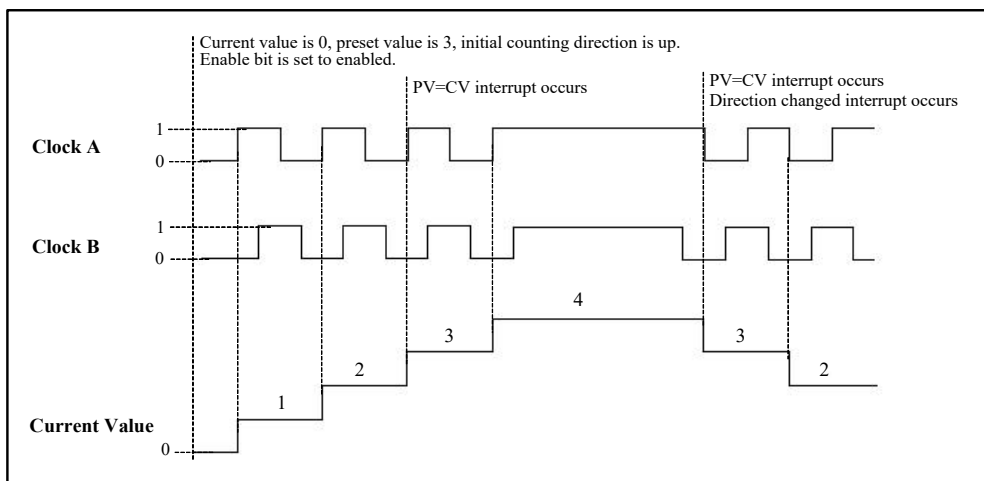 Current value is 0, preset value is 3, initial counting direction is up.
Enable bit is set to enabled.
PV=CV interrupt occurs
PV=CV interrupt occurs
Direction changed interrupt occurs
1
Clock A
0
1
Clock B
0
4
3
3
2
2
1
Current Value
0